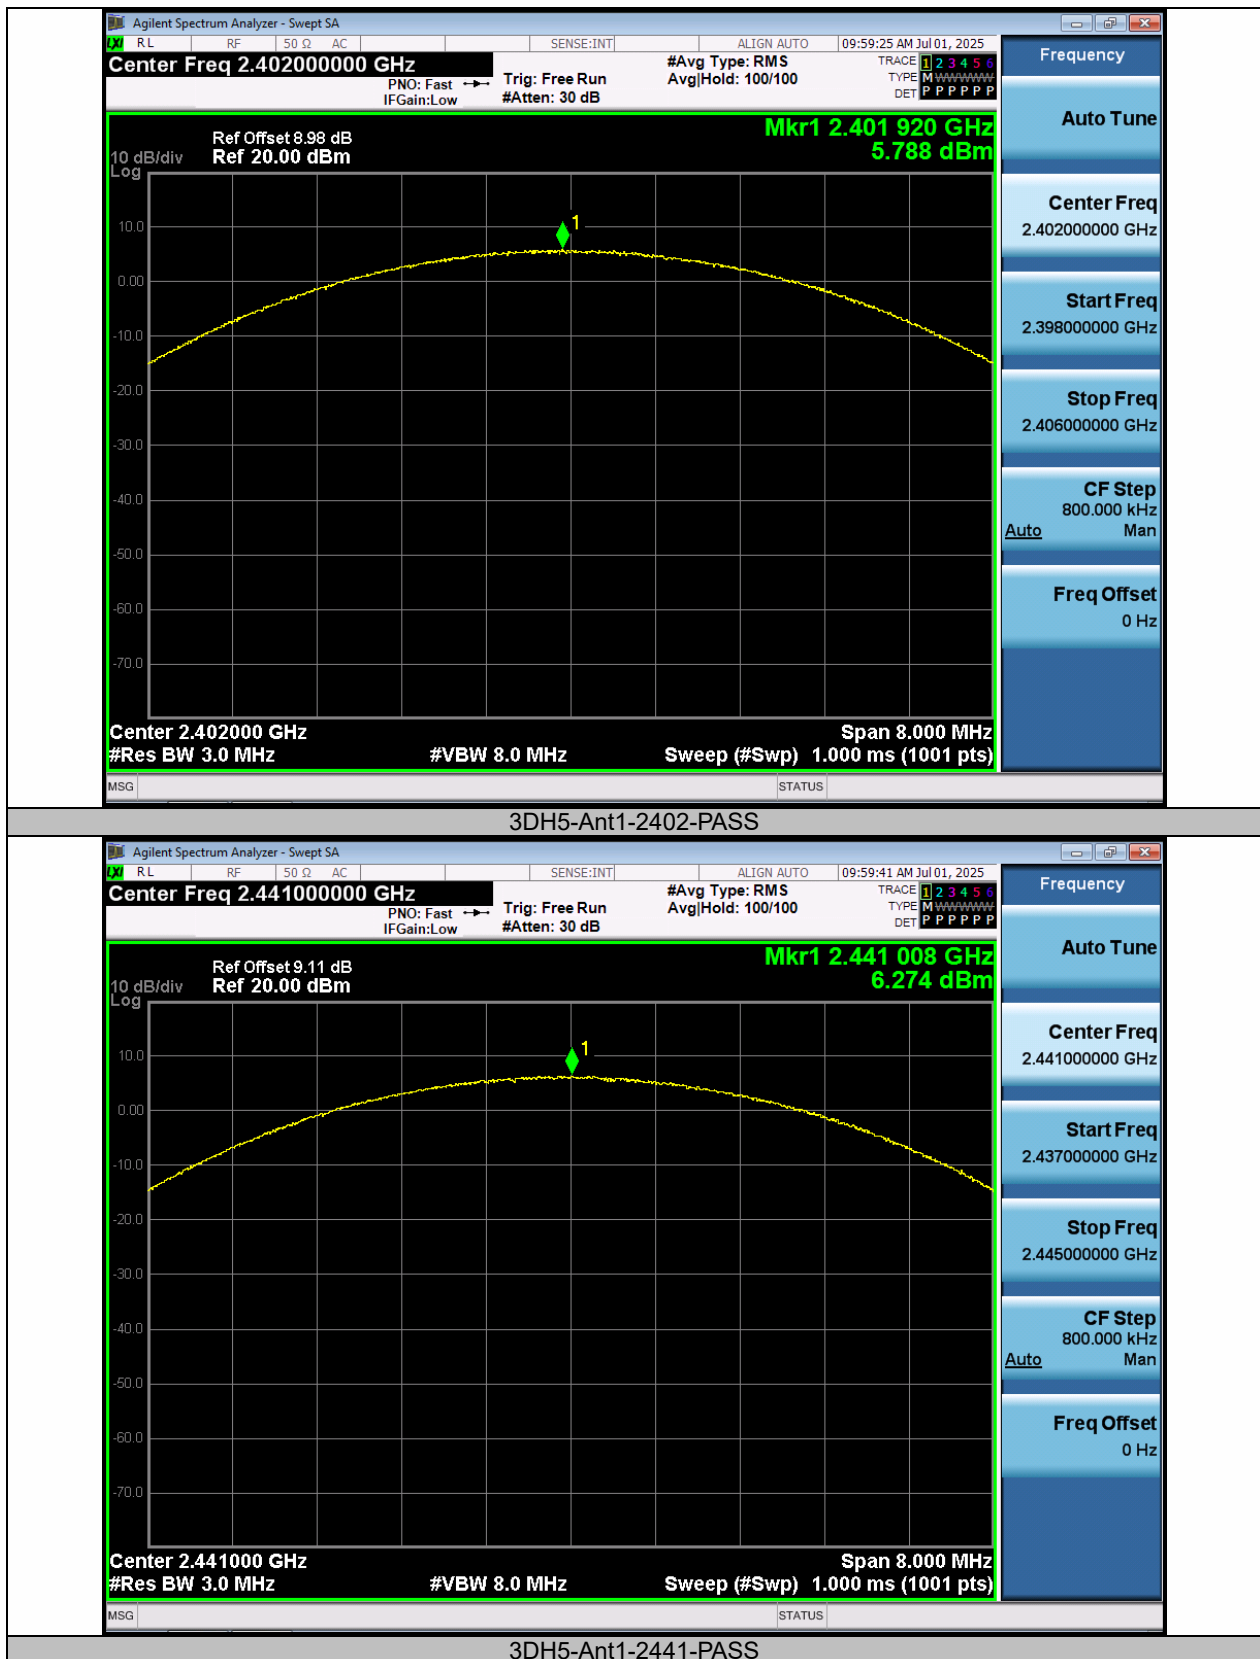 Agilent Spectrum Analyzer - Swept SA
LXI RL RF 50 Ω AC SENSE:INT ALIGN AUTO 09:59:25 AM Jul 01, 2025
Center Freq 2.402000000 GHz
PNO: Fast
IFGain:Low
Trig: Free Run
#Atten: 30 dB
#Avg Type: RMS
Avg|Hold: 100/100
TRACE 1 2 3 4 5 6
TYPE M WWWWW
DET P P P P P P
Frequency
Auto Tune
Center Freq
2.402000000 GHz
Start Freq
2.398000000 GHz
Stop Freq
2.406000000 GHz
CF Step
800.000 kHz
Auto Man
Freq Offset
0 Hz
Mkr1 2.401 920 GHz
5.788 dBm
Ref Offset 8.98 dB
10 dB/div Ref 20.00 dBm
Log
1
10.0
0.00
-10.0
-20.0
-30.0
-40.0
-50.0
-60.0
-70.0
Center 2.402000 GHz Span 8.000 MHz
#Res BW 3.0 MHz #VBW 8.0 MHz Sweep (#Swp) 1.000 ms (1001 pts)
MSG STATUS
3DH5-Ant1-2402-PASS
Agilent Spectrum Analyzer - Swept SA
LXI RL RF 50 Ω AC SENSE:INT ALIGN AUTO 09:59:41 AM Jul 01, 2025
Center Freq 2.441000000 GHz
PNO: Fast
IFGain:Low
Trig: Free Run
#Atten: 30 dB
#Avg Type: RMS
Avg|Hold: 100/100
TRACE 1 2 3 4 5 6
TYPE M WWWWW
DET P P P P P P
Frequency
Auto Tune
Center Freq
2.441000000 GHz
Start Freq
2.437000000 GHz
Stop Freq
2.445000000 GHz
CF Step
800.000 kHz
Auto Man
Freq Offset
0 Hz
Mkr1 2.441 008 GHz
6.274 dBm
Ref Offset 9.11 dB
10 dB/div Ref 20.00 dBm
Log
1
10.0
0.00
-10.0
-20.0
-30.0
-40.0
-50.0
-60.0
-70.0
Center 2.441000 GHz Span 8.000 MHz
#Res BW 3.0 MHz #VBW 8.0 MHz Sweep (#Swp) 1.000 ms (1001 pts)
MSG STATUS
3DH5-Ant1-2441-PASS